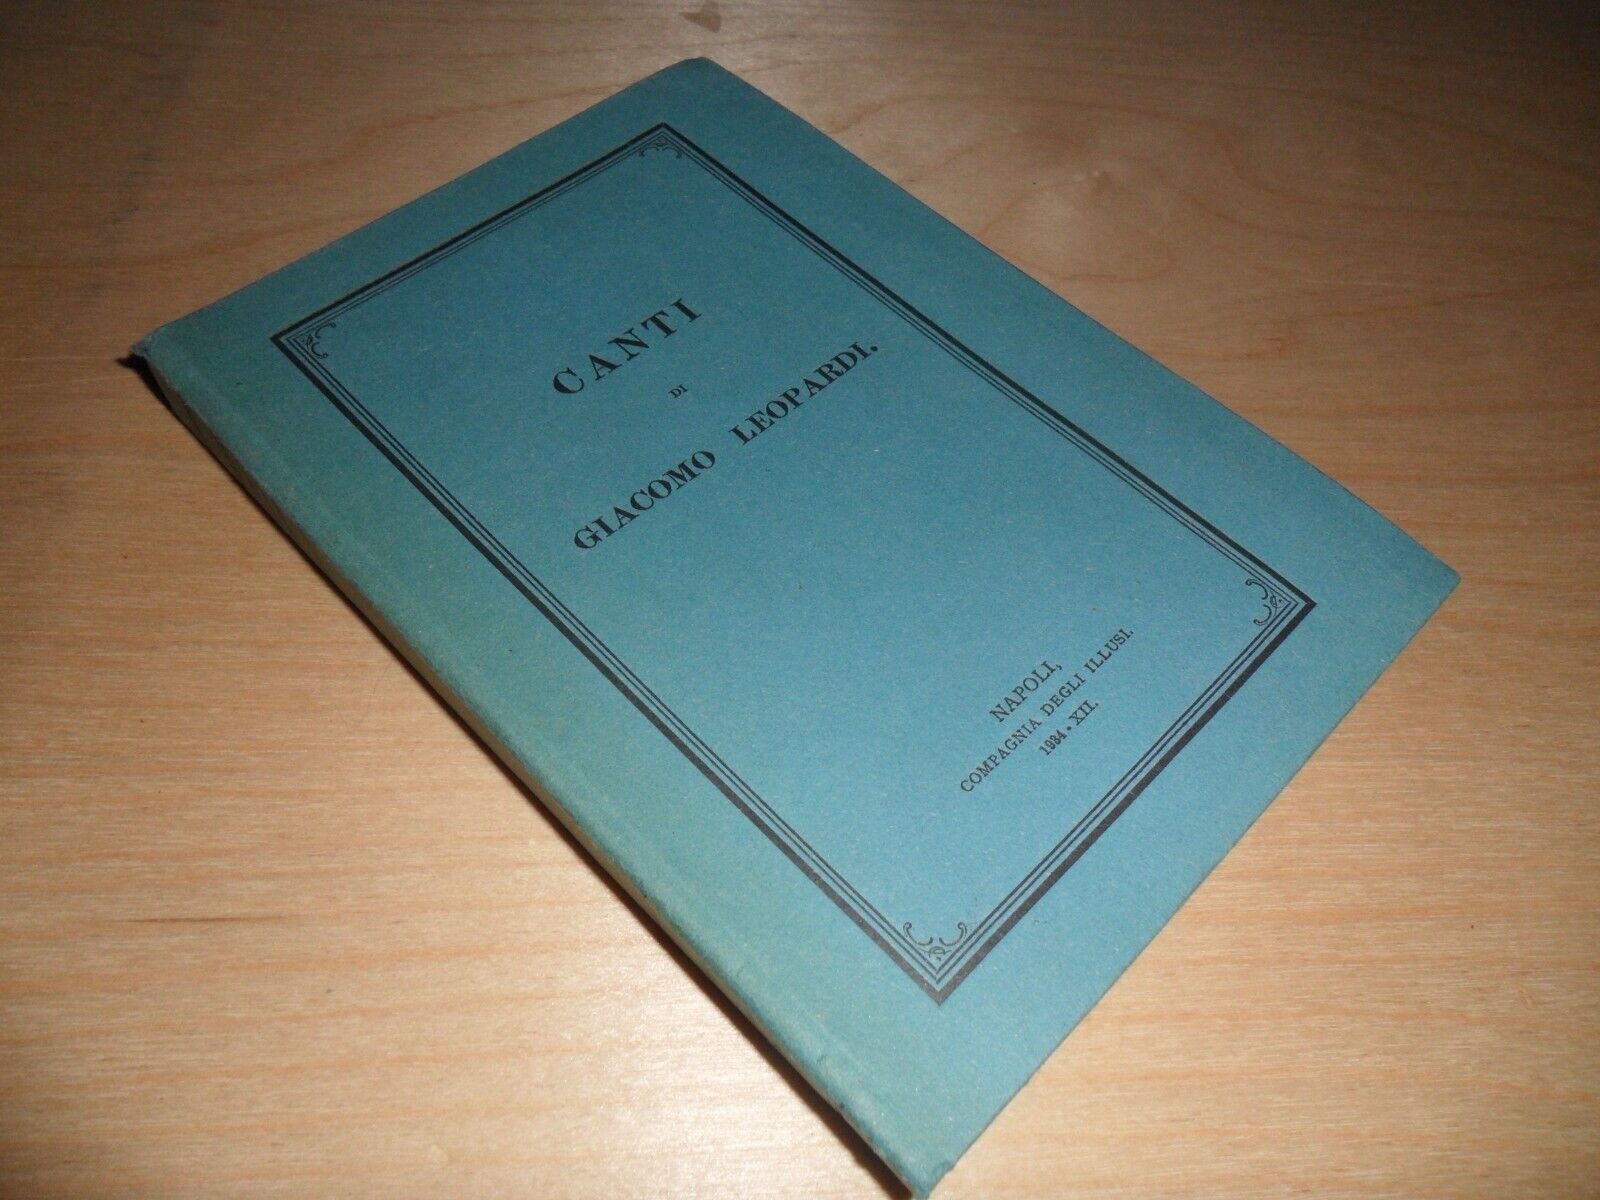 CANTI
DI
GIACOMO LEOPARDI.
NAPOLI,
COMPAGNIA DEGLI ILLUSI.
1934 - XII.